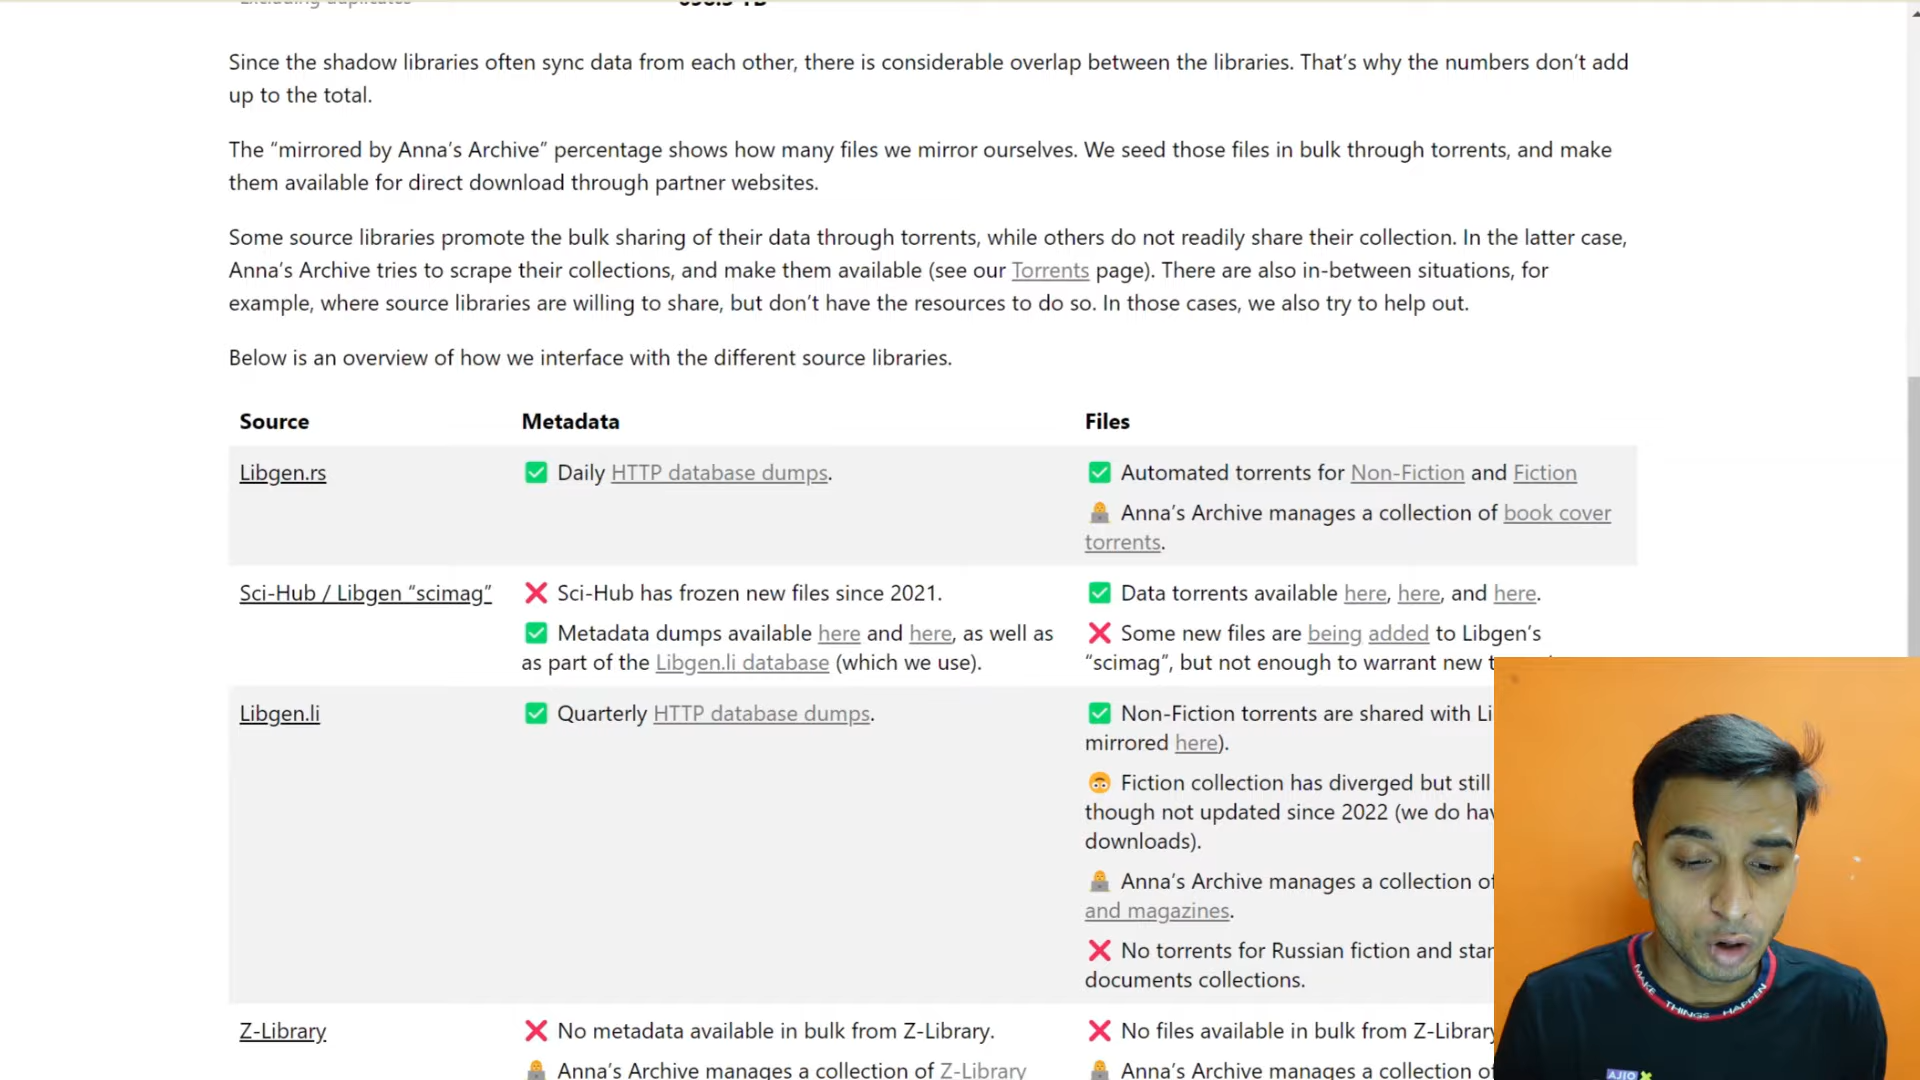 Since the shadow libraries often sync data from each other, there is considerable overlap between the libraries. That’s why the numbers don’t add
up to the total.
The “mirrored by Anna’s Archive” percentage shows how many files we mirror ourselves. We seed those files in bulk through torrents, and make
them available for direct download through partner websites.
Some source libraries promote the bulk sharing of their data through torrents, while others do not readily share their collection. In the latter case,
Anna’s Archive tries to scrape their collections, and make them available (see our Torrents page). There are also in-between situations, for
example, where source libraries are willing to share, but don’t have the resources to do so. In those cases, we also try to help out.
Below is an overview of how we interface with the different source libraries.
Source Metadata Files
Libgen.rs ✅ Daily HTTP database dumps. ✅ Automated torrents for Non-Fiction and Fiction
Anna’s Archive manages a collection of book cover
torrents.
Sci-Hub / Libgen “scimag” ❌ Sci-Hub has frozen new files since 2021. ✅ Data torrents available here, here, and here.
✅ Metadata dumps available here and here, as well ❌ Some new files are being added to Libgen’s
as part of the Libgen.li database (which we use). “scimag”, but not enough to warrant new
Libgen.li ✅ Quarterly HTTP database dumps. ✅ Non-Fiction torrents are shared with Li
mirrored here).
🙃 Fiction collection has diverged but still
though not updated since 2022 (we do hav
downloads).
Anna’s Archive manages a collection of
and magazines.
❌ No torrents for Russian fiction and stan
documents collections.
Z-Library ❌ No metadata available in bulk from Z-Library. ❌ No files available in bulk from Z-Library
Anna’s Archive manages a collection of Z-Library Anna’s Archive manages a collection of
MAKE THINGS HAPPEN
AJIO